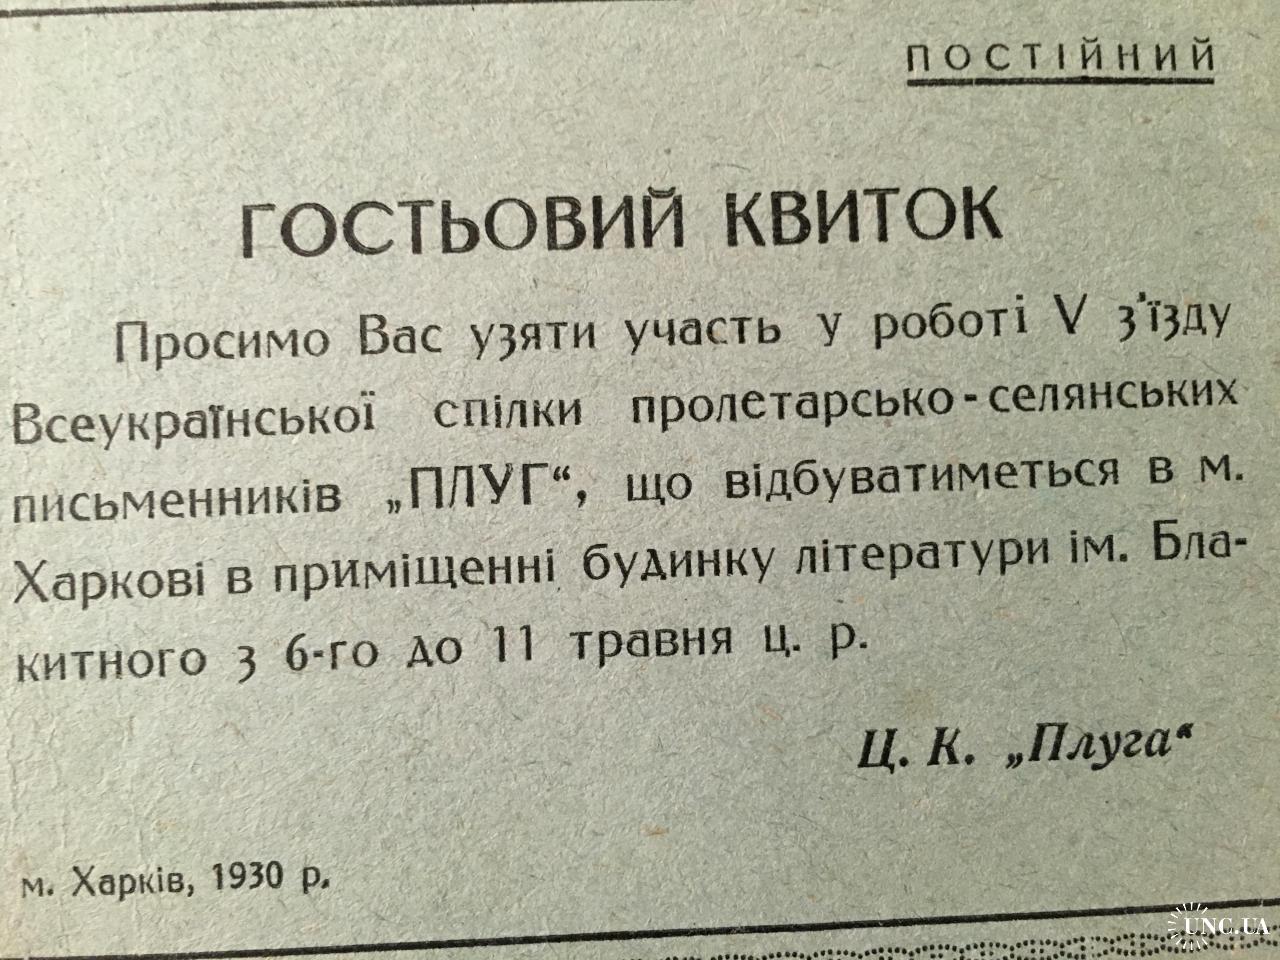 ПОСТІЙНИЙ
ГОСТЬОВИЙ КВИТОК
Просимо Вас узяти участь у роботі V з'їзду
Всеукраїнської спілки пролетарсько-селянських
письменників „ПЛУГ“, що відбуватиметься в м.
Харкові в приміщенні будинку літератури ім. Бла-
китного з 6-го до 11 травня ц. р.
Ц. К. „Плуга“
м. Харків, 1930 р.
UNC.UA